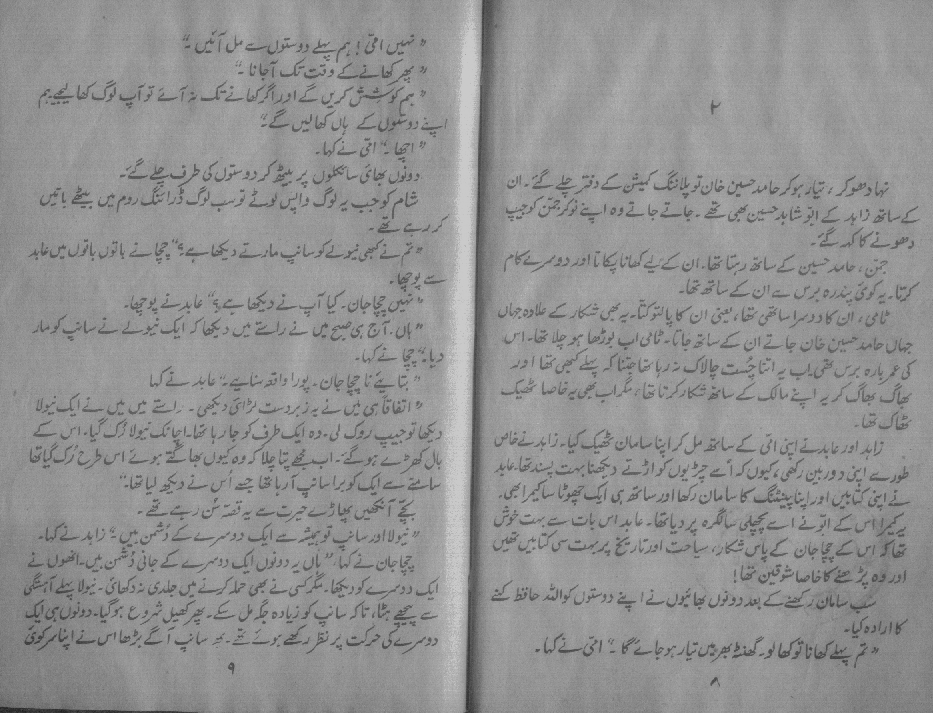 ۲
نہا دھو کر، تیار ہو کر حامد حسین خان تو پلاننگ کمیشن کے دفتر چلے گئے۔ ان
کے ساتھ زاہد کے ابو شاہد حسین بھی تھے۔ جاتے جاتے وہ اپنے نوکر جمّن کو جیپ
دھونے کا کہہ گئے۔
جمّن، حامد حسین کے ساتھ رہتا تھا۔ ان کے لیے کھانا پکاتا اور دوسرے کام
کرتا۔ یہ کوئی پندرہ برس سے ان کے ساتھ تھا۔
ٹامی، ان کا دوسرا ساتھی تھا، یعنی ان کا پالتو کتا۔ یہ بھی شکار کے علاوہ جہاں
جہاں حامد حسین خان جاتے ان کے ساتھ جاتا۔ ٹامی اب بوڑھا ہو چلا تھا۔ اس
کی عمر بارہ برس تھی۔ اب یہ اتنا چُست چالاک نہ رہا تھا جتنا کہ پہلے کبھی تھا اور
بھاگ بھاگ کر یہ اپنے مالک کے ساتھ شکار کرتا تھا، مگر اب بھی یہ خاصا ٹھیک
ٹھاک تھا۔
زاہد اور عابد نے اپنی امّی کے ساتھ مل کر اپنا سامان ٹھیک کیا۔ زاہد نے خاص
طور سے اپنی دوربین رکھی، کیوں کہ اُسے چڑیوں کو اڑتے دیکھنا بہت پسند تھا۔ عابد
نے اپنی کتابیں اور اپنا پینٹنگ کا سامان رکھا اور ساتھ ہی ایک چھوٹا سا کیمرا بھی۔
یہ کیمرا اس کے ابّو نے اسے پچھلی سالگرہ پر دیا تھا۔ عابد اس بات سے بہت خوش
تھا کہ اس کے چچا جان کے پاس شکار، سیاحت اور تاریخ پر بہت سی کتابیں تھیں
اور وہ پڑھنے کا خاصا شوقین تھا!
سب سامان رکھنے کے بعد دونوں بھائیوں نے اپنے دوستوں کو اللہ حافظ کہنے
کا ارادہ کیا۔
"تم پہلے کھانا تو کھا لو۔ گھنٹہ بھر میں تیار ہو جائے گا۔" امّی نے کہا۔
۸
"نہیں امّی! ہم پہلے دوستوں سے مل آئیں۔"
"پھر کھانے کے وقت تک آجانا۔"
"ہم کوشش کریں گے اور اگر کھانے تک نہ آئے تو آپ لوگ کھا لیجیے ہم
اپنے دوستوں کے ہاں کھا لیں گے۔"
"اچھا۔" امّی نے کہا۔
دونوں بھائی سائکلوں پر بیٹھ کر دوستوں کی طرف چلے گئے۔
شام کو جب یہ لوگ واپس لوٹے تو سب لوگ ڈرائنگ روم میں بیٹھے باتیں
کر رہے تھے۔
"تم نے کبھی نیولے کو سانپ مارتے دیکھا ہے؟" چچا نے باتوں باتوں میں عابد
سے پوچھا۔
"نہیں چچا جان۔ کیا آپ نے دیکھا ہے؟" عابد نے پوچھا۔
"ہاں۔ آج ہی صبح میں نے راستے میں دیکھا کہ ایک نیولے نے سانپ کو مار
دیا۔" چچا نے کہا۔
"بتائیے نا چچا جان۔ پورا واقعہ سنایے۔" عابد نے کہا
"اتفاقاً ہی میں نے یہ زبردست لڑائی دیکھی۔ راستے میں میں نے ایک نیولا
دیکھا تو جیپ روک لی۔ وہ ایک طرف کو جا رہا تھا۔ اچانک نیولا رُک گیا۔ اس کے
بال کھڑے ہو گئے۔ اب مجھے پتا چلا کہ وہ کیوں بھاگتے ہوئے اس طرح رُک گیا تھا
سامنے سے ایک کوبرا سانپ آ رہا تھا جسے اُس نے دیکھ لیا تھا۔"
بچّے آنکھیں پھاڑے حیرت سے یہ قصّہ سُن رہے تھے۔
"نیولا اور سانپ تو ہمیشہ سے ایک دوسرے کے دُشمن ہیں۔" زاہد نے کہا۔
چچا جان نے کہا، "ہاں یہ دونوں ایک دوسرے کے جانی دُشمن ہیں۔ انھوں نے
ایک دوسرے کو دیکھا۔ مگر کسی نے بھی حملہ کرنے میں جلدی نہ دکھائی۔ نیولا پہلے آہستگی
سے پیچھے ہٹا، تاکہ سانپ کو زیادہ جگہ مل سکے۔ پھر کھیل شروع ہو گیا۔ دونوں ہی ایک
دوسرے کی حرکت پر نظر رکھے ہوئے تھے۔ پھر سانپ آگے بڑھا اس نے اپنا سر کوئی
۹